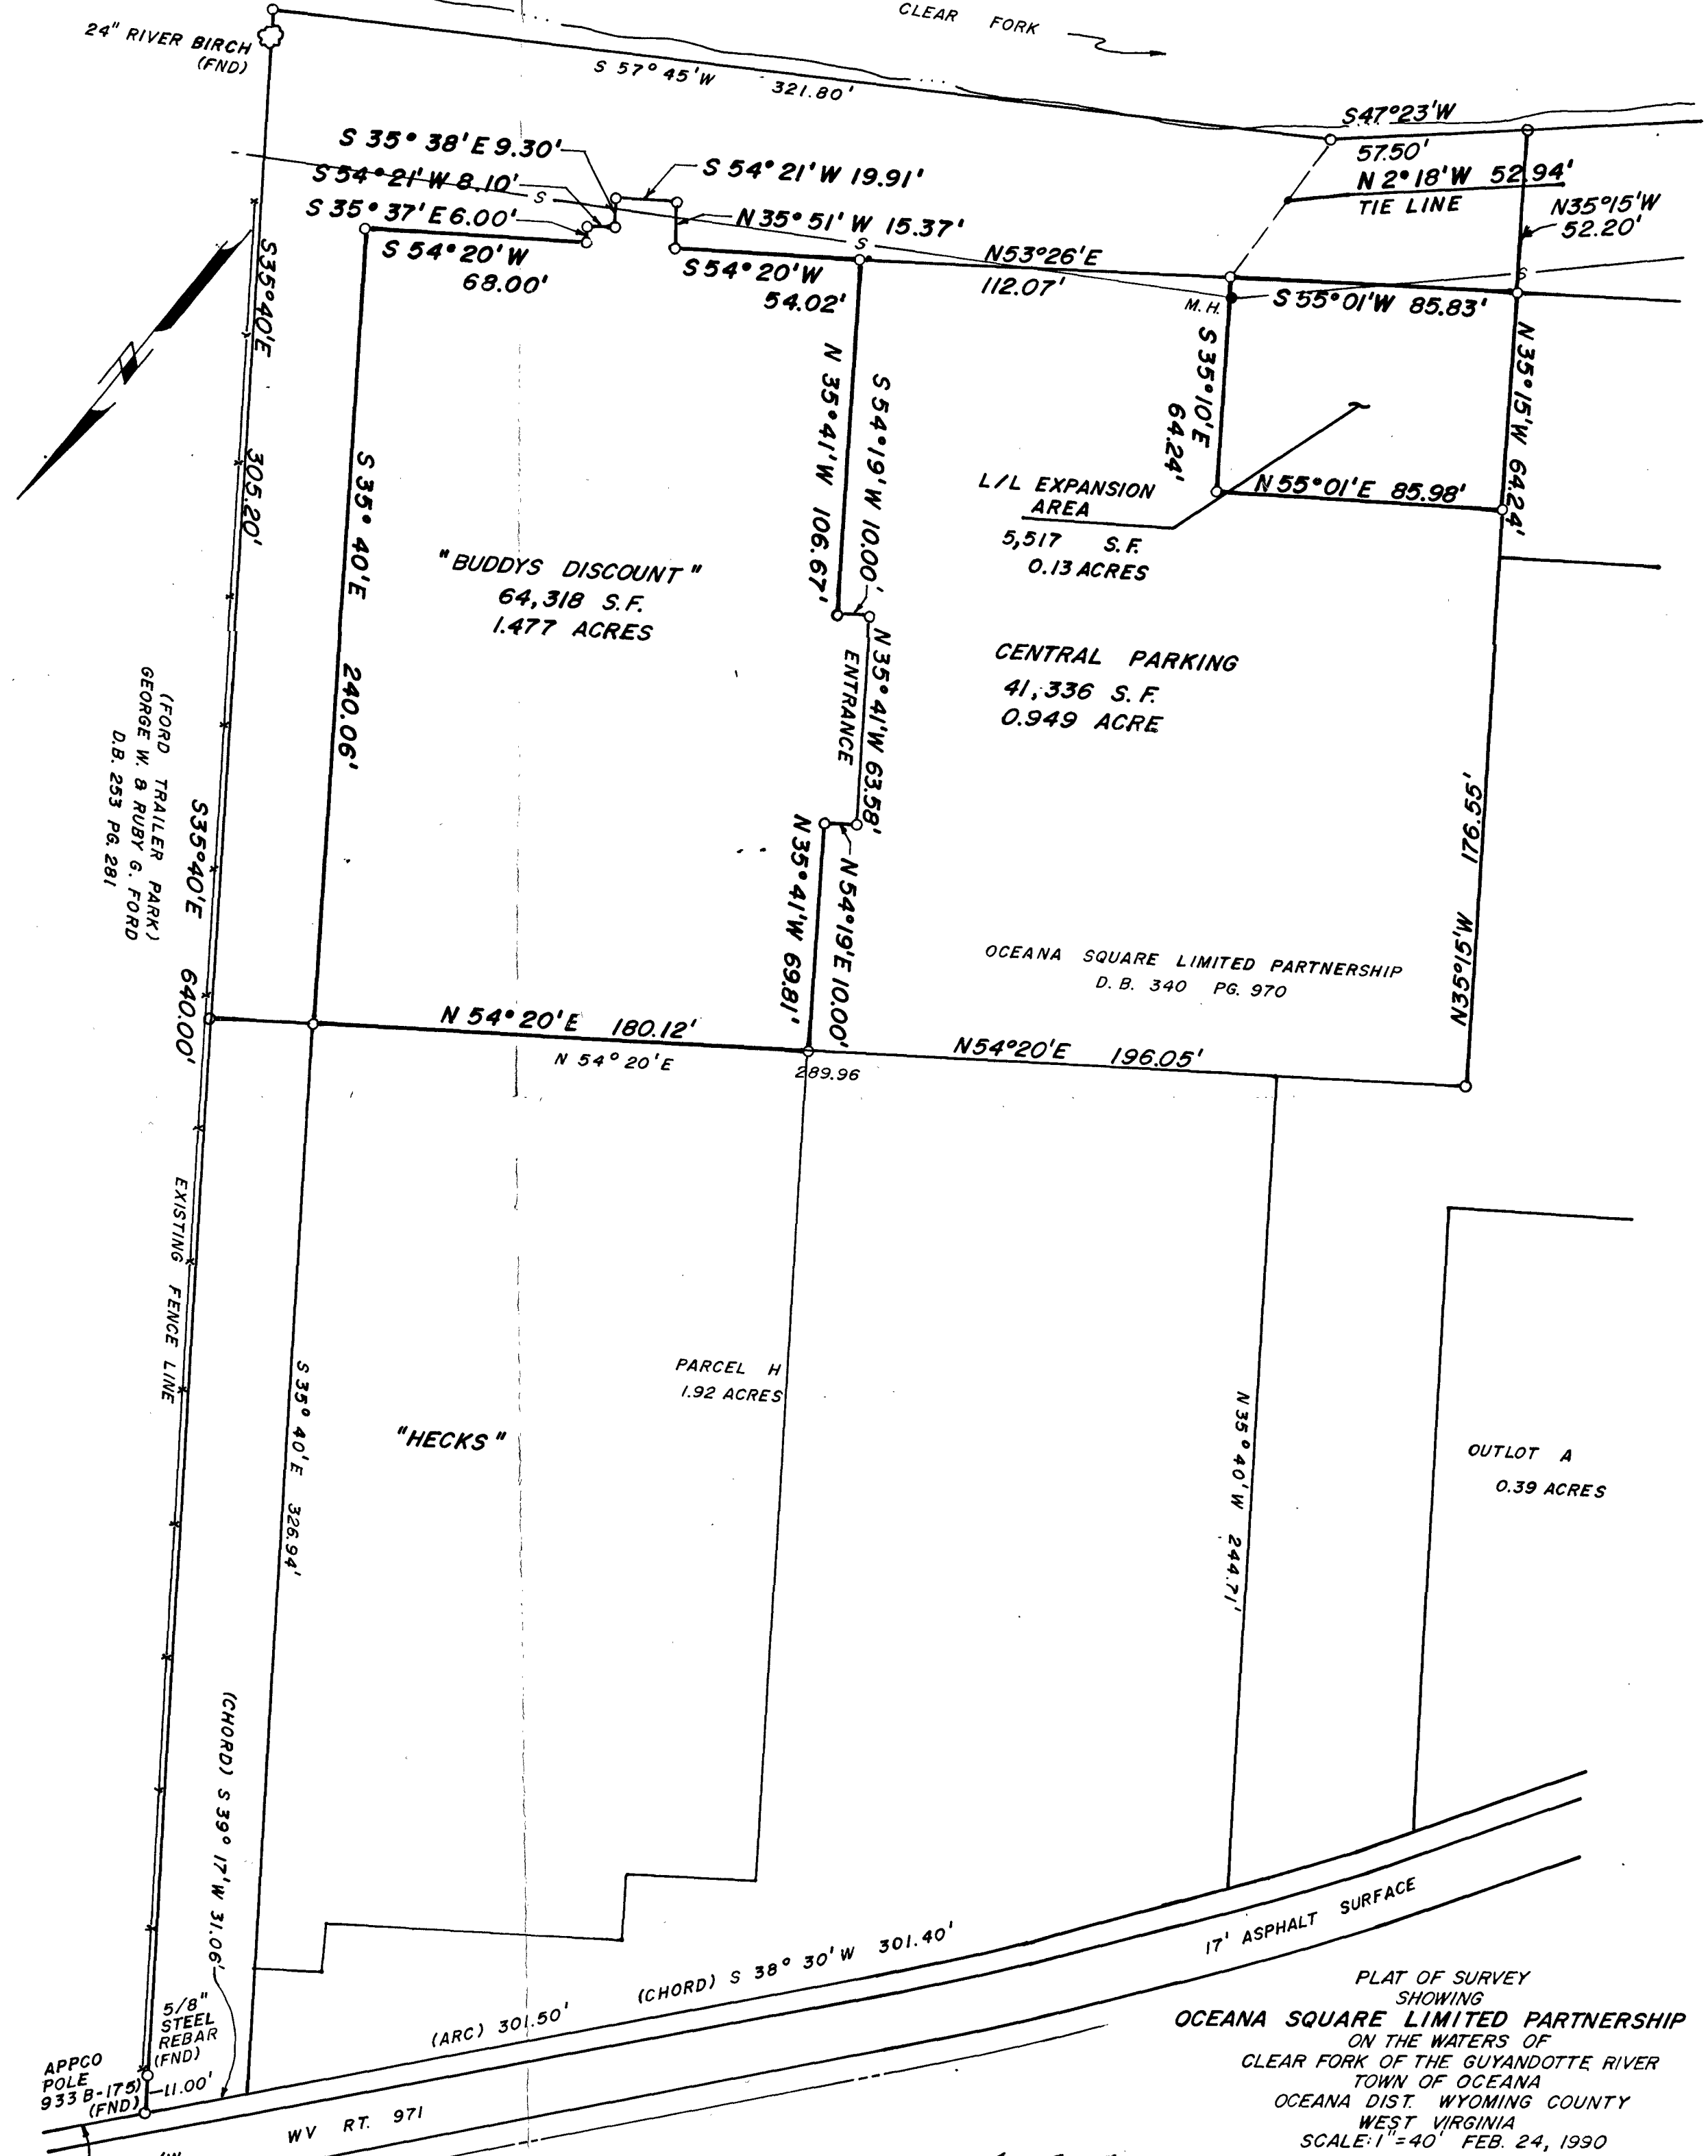 CLEAR FORK
24" RIVER BIRCH
(FND)
S 57° 45'W 321.80'
S47°23'W
57.50'
N 2° 18'W 52.94'
TIE LINE
N35°15'W
52.20'
S 35° 38'E 9.30'
S 54° 21'W 8.10'
S 35° 37'E 6.00'
S 54° 21'W 19.91'
N 35° 51' W 15.37'
S
S
S
S 54° 20'W
68.00'
S 54° 20'W
54.02'
N53°26'E
112.07'
M.H.
S 55°01'W 85.83'
S35°40'E 305.20'
S 35° 40'E 240.06'
N 35° 41'W 106.67'
S 54° 19'W 10.00'
S 35°10'E
64.24'
N 35°15'W 64.24'
L/L EXPANSION
AREA
5,517 S.F.
0.13 ACRES
N 55°01'E 85.98'
"BUDDYS DISCOUNT"
64,318 S.F.
1.477 ACRES
ENTRANCE
N 35° 41'W 63.58'
CENTRAL PARKING
41,336 S.F.
0.949 ACRE
(FORD TRAILER PARK)
GEORGE W. & RUBY G. FORD
D.B. 253 PG. 281
S35°40'E 640.00'
N 35° 41'W 69.81'
N 54°19'E 10.00'
N35°15'W 176.55'
OCEANA SQUARE LIMITED PARTNERSHIP
D. B. 340 PG. 970
N 54° 20'E 180.12'
N 54° 20'E
289.96
N54°20'E 196.05'
EXISTING FENCE LINE
S 35° 40'E 326.94'
PARCEL H
1.92 ACRES
"HECKS"
N 35° 40'W 244.71'
OUTLOT A
0.39 ACRES
(CHORD) S 39° 17'W 31.06'
(CHORD) S 38° 30'W 301.40'
(ARC) 301.50'
17' ASPHALT SURFACE
5/8"
STEEL
REBAR
(FND)
APPCO
POLE
933 B-175)
(FND)
11.00'
WV RT. 971
PLAT OF SURVEY
SHOWING
OCEANA SQUARE LIMITED PARTNERSHIP
ON THE WATERS OF
CLEAR FORK OF THE GUYANDOTTE RIVER
TOWN OF OCEANA
OCEANA DIST. WYOMING COUNTY
WEST VIRGINIA
SCALE: 1"=40' FEB. 24, 1990